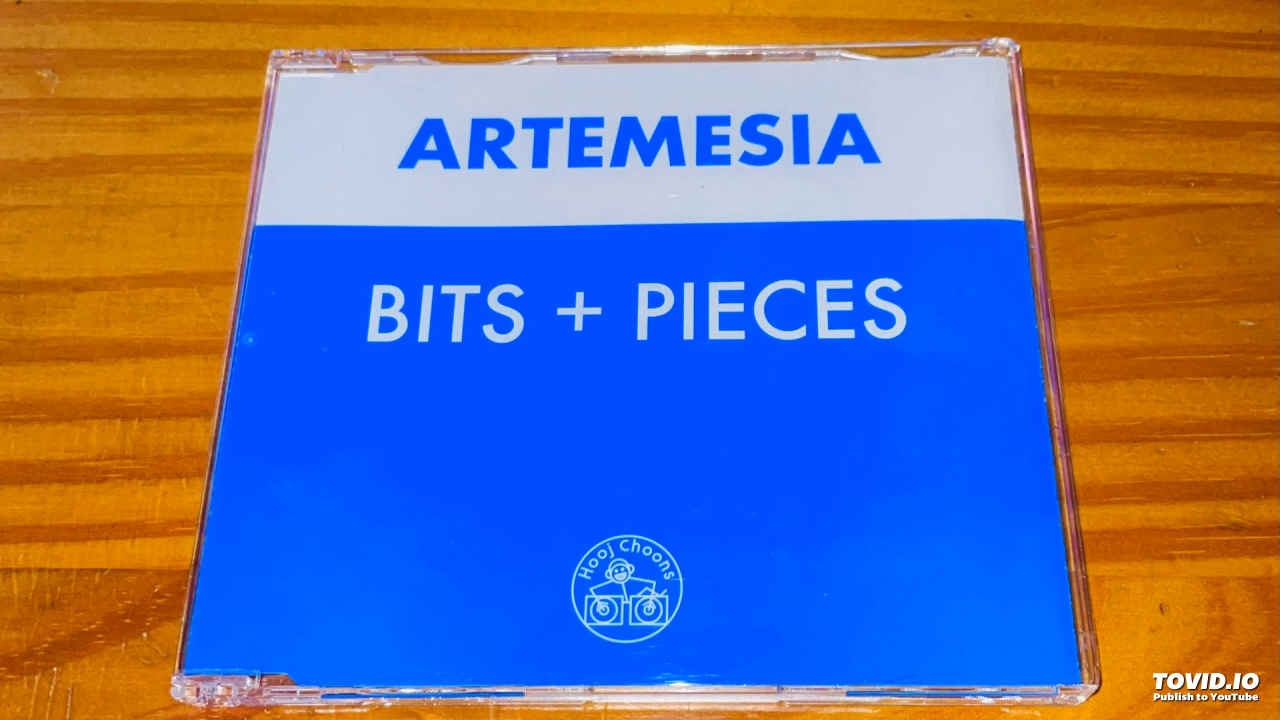 ARTEMESIA
BITS + PIECES
Hooj Choons
TOVID.IO
Publish to YouTube